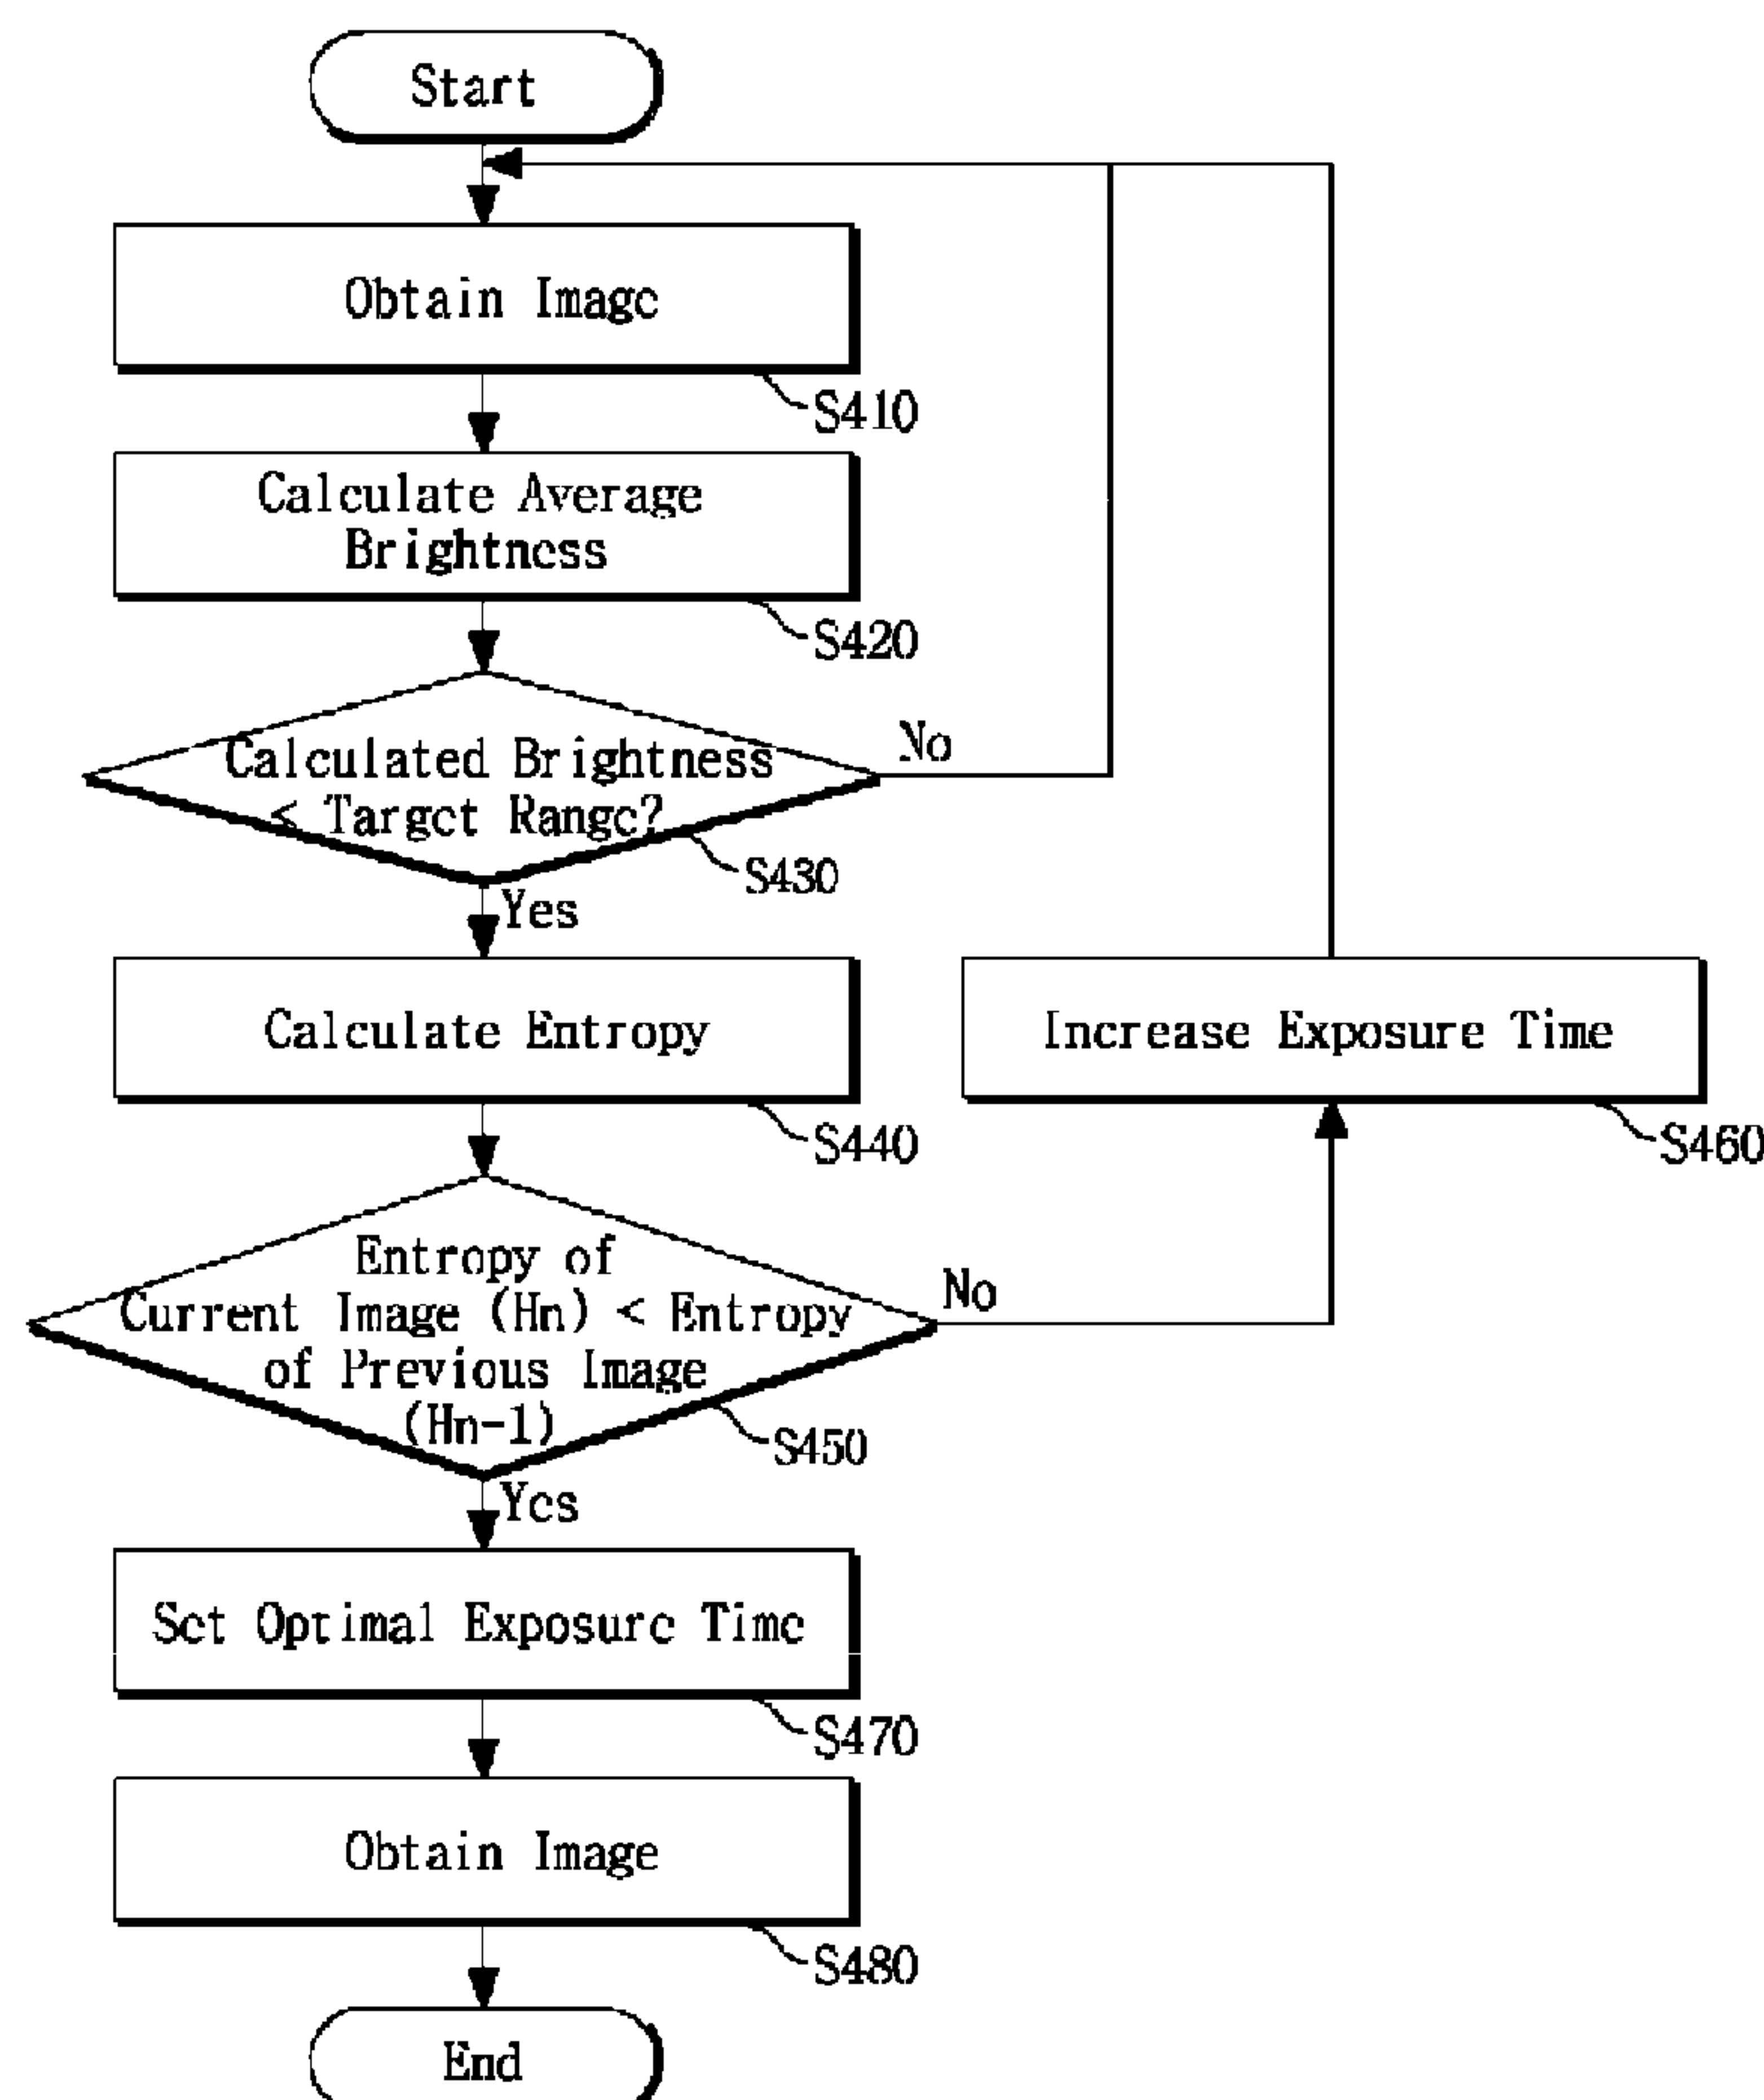 Start
Obtain Image
S410
Calculate Average
Brightness
S420
Calculated Brightness
< Target Range?
No
S430
Yes
Calculate Entropy
S440
Increase Exposure Time
S460
Entropy of
Current Image (Hn) < Entropy
of Previous Image
(Hn-1)
No
S450
Yes
Set Optimal Exposure Time
S470
Obtain Image
S480
End